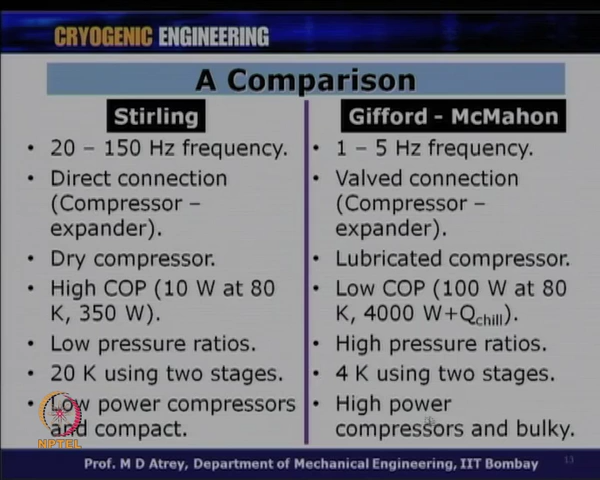 CRYOGENIC ENGINEERING
A Comparison
Stirling
• 20 – 150 Hz frequency.
• Direct connection
(Compressor –
expander).
• Dry compressor.
• High COP (10 W at 80
K, 350 W).
• Low pressure ratios.
• 20 K using two stages.
• Low power compressors
and compact.
Gifford - McMahon
• 1 – 5 Hz frequency.
• Valved connection
(Compressor –
expander).
• Lubricated compressor.
• Low COP (100 W at 80
K, 4000 W+Qchill).
• High pressure ratios.
• 4 K using two stages.
• High power
compressors and bulky.
NPTEL
Prof. M D Atrey, Department of Mechanical Engineering, IIT Bombay